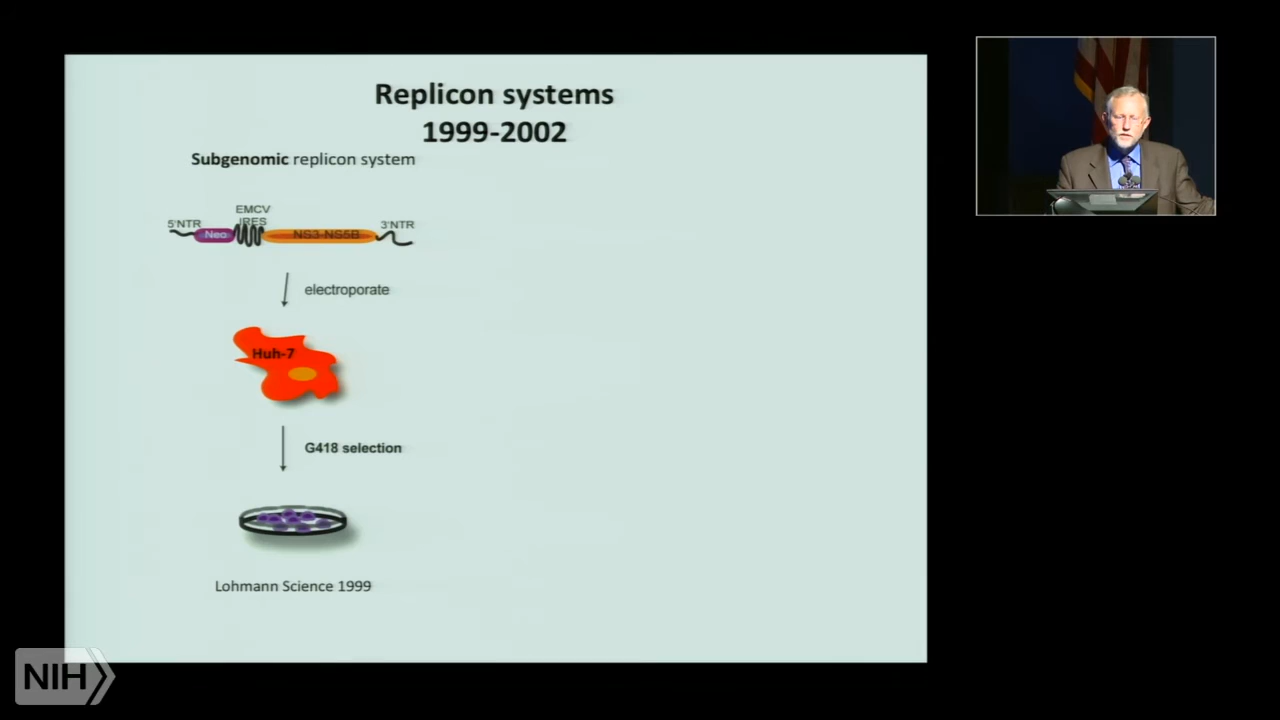 Replicon systems
1999-2002
Subgenomic replicon system
EMCV
IRES
5'NTR
3'NTR
Neo
NS3-NS5B
electroporate
Huh-7
G418 selection
Lohmann Science 1999
NIH